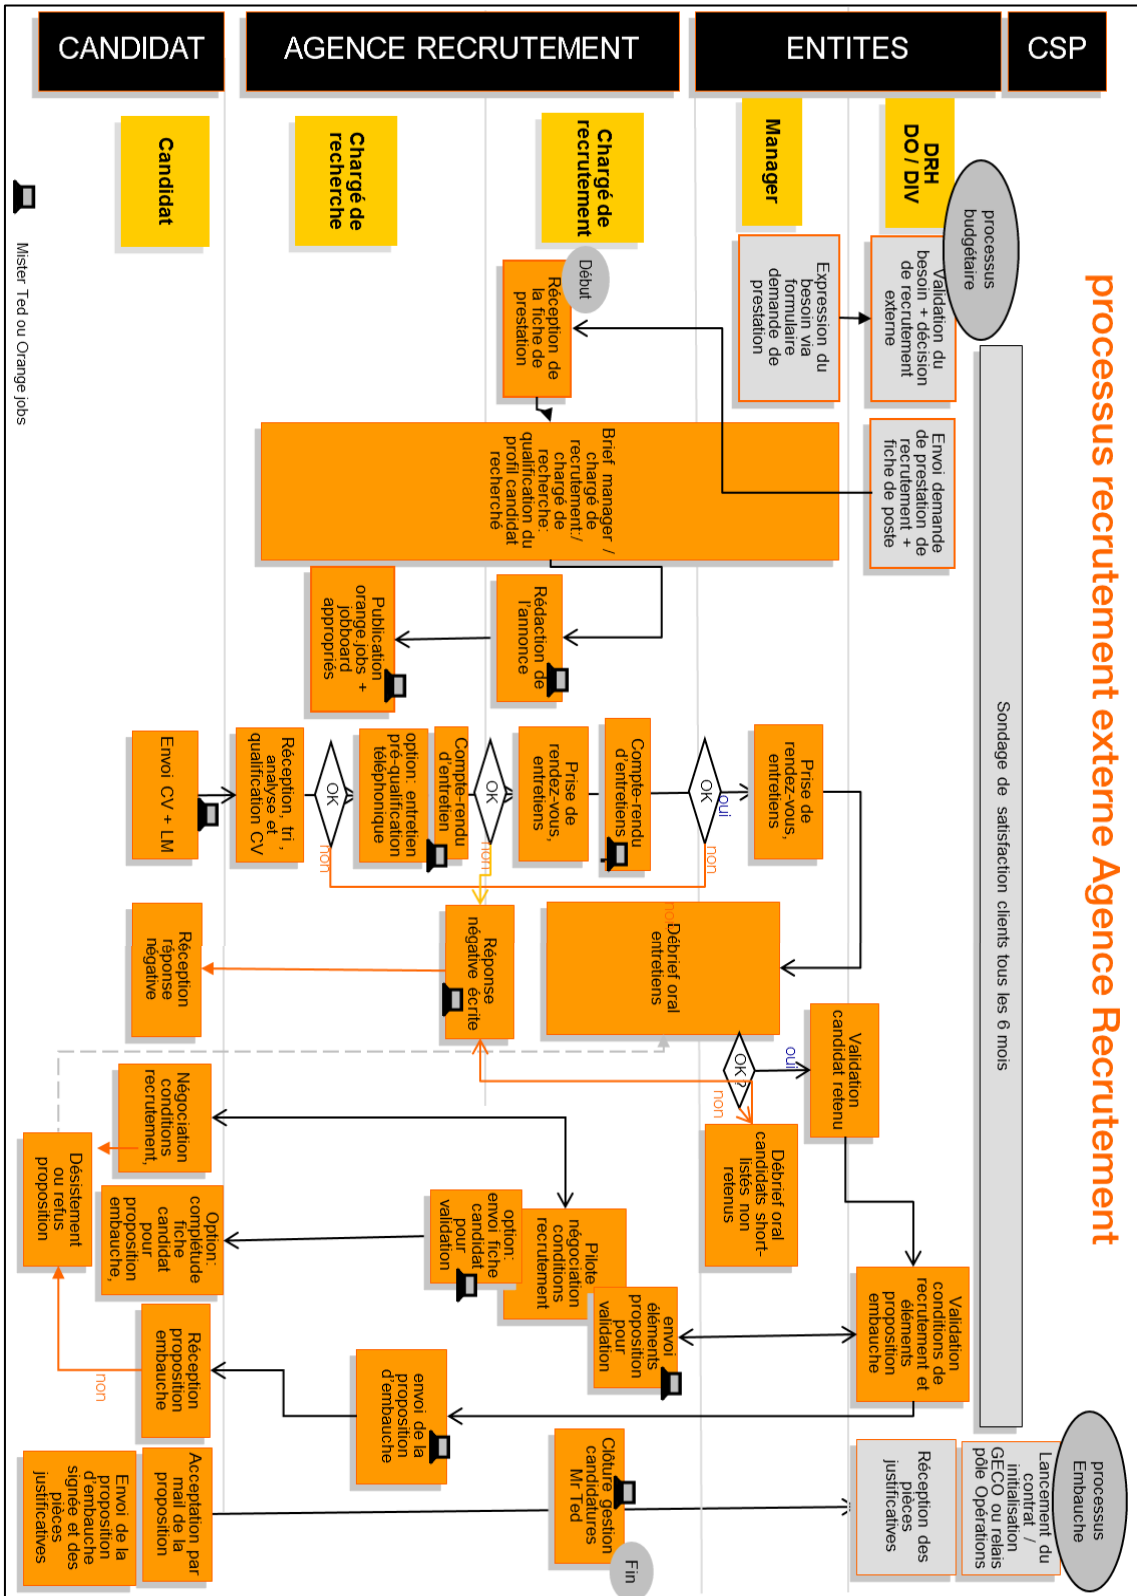 processus recrutement externe Agence Recrutement
CSP
ENTITES
AGENCE RECRUTEMENT
CANDIDAT
processus
budgétaire
Sondage de satisfaction clients tous les 6 mois
processus
Embauche
Lancement du
contrat /
initialisation
GECO ou relais
pôle Opérations
DRH
DO / DIV
Validation du
besoin + décision
de recrutement
externe
Envoi demande
de prestation de
recrutement +
fiche de poste
Validation
candidat retenu
Validation
conditions de
recrutement et
éléments
proposition
embauche
Réception des
pièces
justificatives
Manager
Expression du
besoin via
formulaire
demande de
prestation
Prise de
rendez-vous,
entretiens
oui
OK
non
oui
OK?
non
Débrief oral
candidats short-
listés non
retenus
Chargé de
recrutement
Début
Réception de
la fiche de
prestation
Brief manager /
chargé de
recrutement:/
chargé de
recherche:
qualification du
profil candidat
recherché
Rédaction de
l'annonce
Compte-rendu
d'entretiens
Prise de
rendez-vous,
entretiens
OK
non
non
Débrief oral
entretiens
Réponse
négative écrite
envoi
éléments
proposition
pour
validation
Pilote
négociation
conditions
recrutement
option:
envoi fiche
candidat
pour
validation
Clôture gestion
candidatures
Mr Ted
Fin
Chargé de
recherche
Publication
orange.jobs +
jobboard
appropriés
Compte-rendu
d'entretien
option: entretien
pré-qualification
téléphonique
OK
non
Réception, tri ,
analyse et
qualification CV
envoi de la
proposition
d'embauche
Candidat
Envoi CV + LM
Réception
réponse
négative
Négociation
conditions
recrutement,
Désistement
ou refus
proposition
Option:
complétude
fiche
candidat
pour
proposition
embauche,
Réception
proposition
embauche
non
Acceptation par
mail de la
proposition
Envoi de la
proposition
d'embauche
signée et des
pièces
justificatives
Mister Ted ou Orange jobs